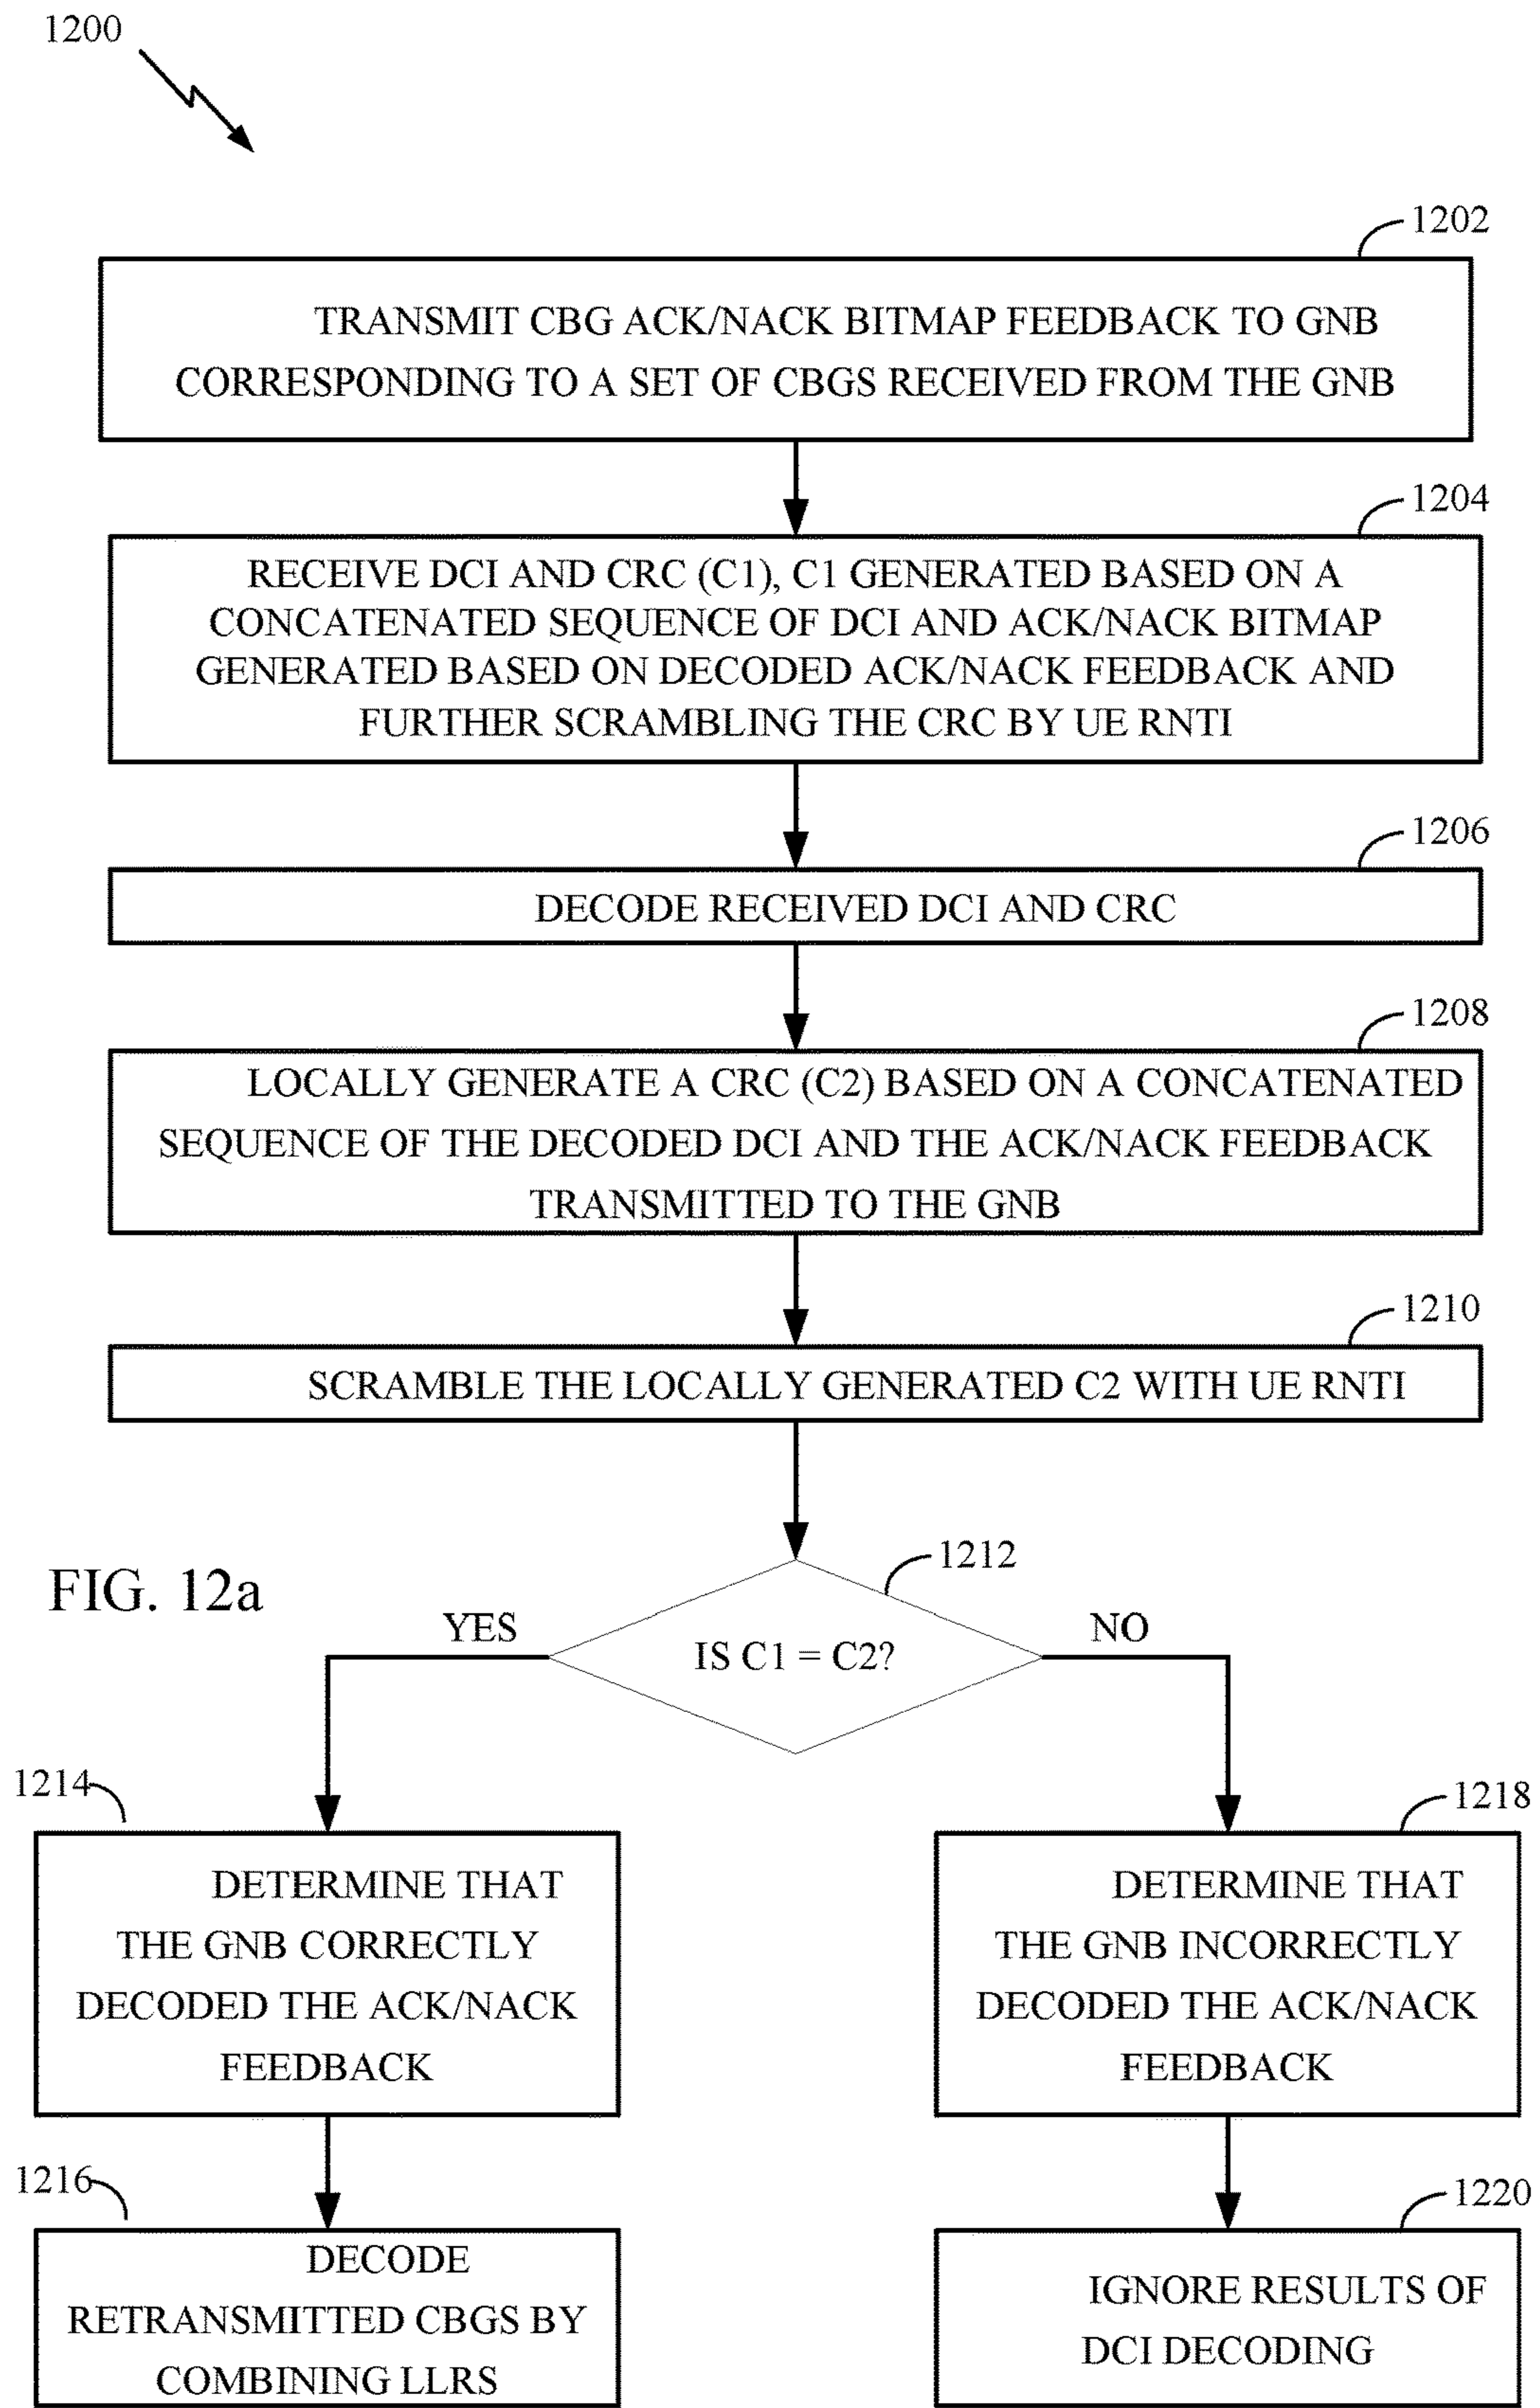 1200
1202
TRANSMIT CBG ACK/NACK BITMAP FEEDBACK TO GNB
CORRESPONDING TO A SET OF CBGS RECEIVED FROM THE GNB
1204
RECEIVE DCI AND CRC (C1), C1 GENERATED BASED ON A
CONCATENATED SEQUENCE OF DCI AND ACK/NACK BITMAP
GENERATED BASED ON DECODED ACK/NACK FEEDBACK AND
FURTHER SCRAMBLING THE CRC BY UE RNTI
1206
DECODE RECEIVED DCI AND CRC
1208
LOCALLY GENERATE A CRC (C2) BASED ON A CONCATENATED
SEQUENCE OF THE DECODED DCI AND THE ACK/NACK FEEDBACK
TRANSMITTED TO THE GNB
1210
SCRAMBLE THE LOCALLY GENERATED C2 WITH UE RNTI
1212
FIG. 12a
YES
IS C1 = C2?
NO
1214
DETERMINE THAT
THE GNB CORRECTLY
DECODED THE ACK/NACK
FEEDBACK
1218
DETERMINE THAT
THE GNB INCORRECTLY
DECODED THE ACK/NACK
FEEDBACK
1216
DECODE
RETRANSMITTED CBGS BY
COMBINING LLRS
1220
IGNORE RESULTS OF
DCI DECODING